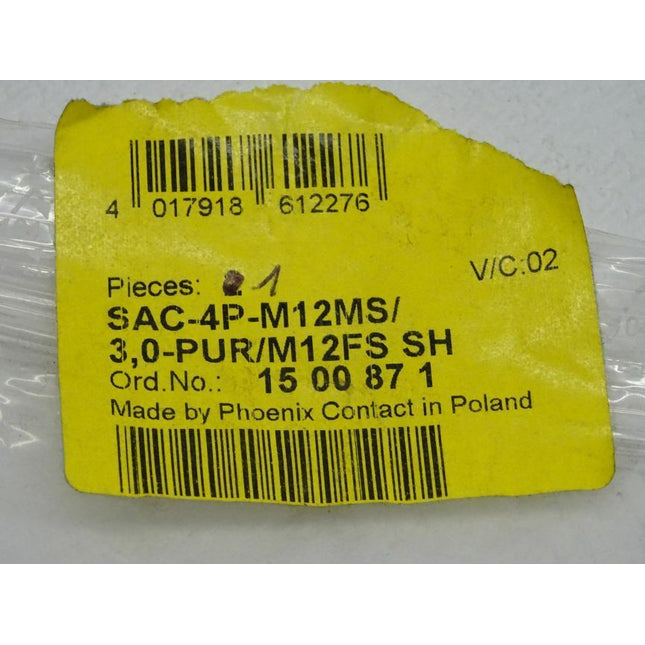 4 017918 612276
V/C:02
Pieces: 1
SAC-4P-M12MS/
3,0-PUR/M12FS SH
Ord.No.: 15 00 87 1
Made by Phoenix Contact in Poland